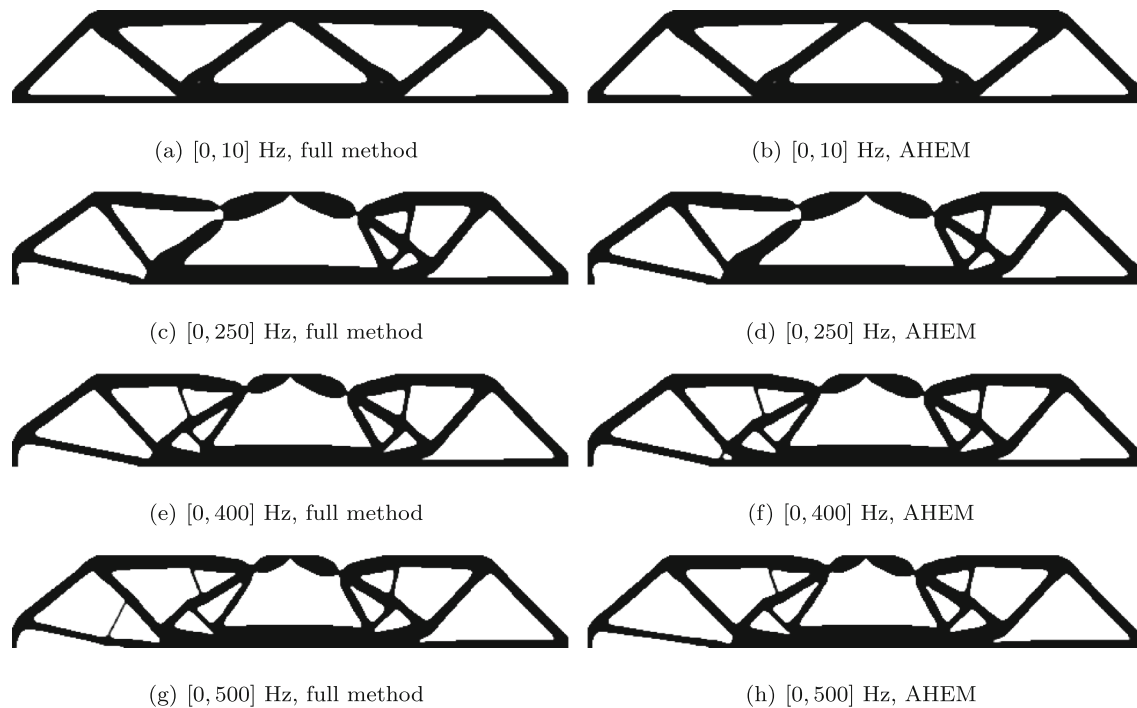 (a) [0, 10] Hz, full method
(b) [0, 10] Hz, AHEM
(c) [0, 250] Hz, full method
(d) [0, 250] Hz, AHEM
(e) [0, 400] Hz, full method
(f) [0, 400] Hz, AHEM
(g) [0, 500] Hz, full method
(h) [0, 500] Hz, AHEM